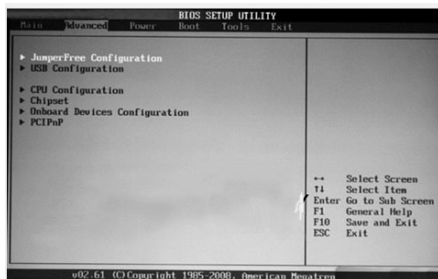 BIOS SETUP UTILITY
Main Advanced Power Boot Tools Exit
JumperFree Configuration
USB Configuration
CPU Configuration
Chipset
Onboard Devices Configuration
PCIPnP
↔ Select Screen
↑↓ Select Item
Enter Go to Sub Screen
F1 General Help
F10 Save and Exit
ESC Exit
v02.61 (C)Copyright 1985-2008, American Megatren